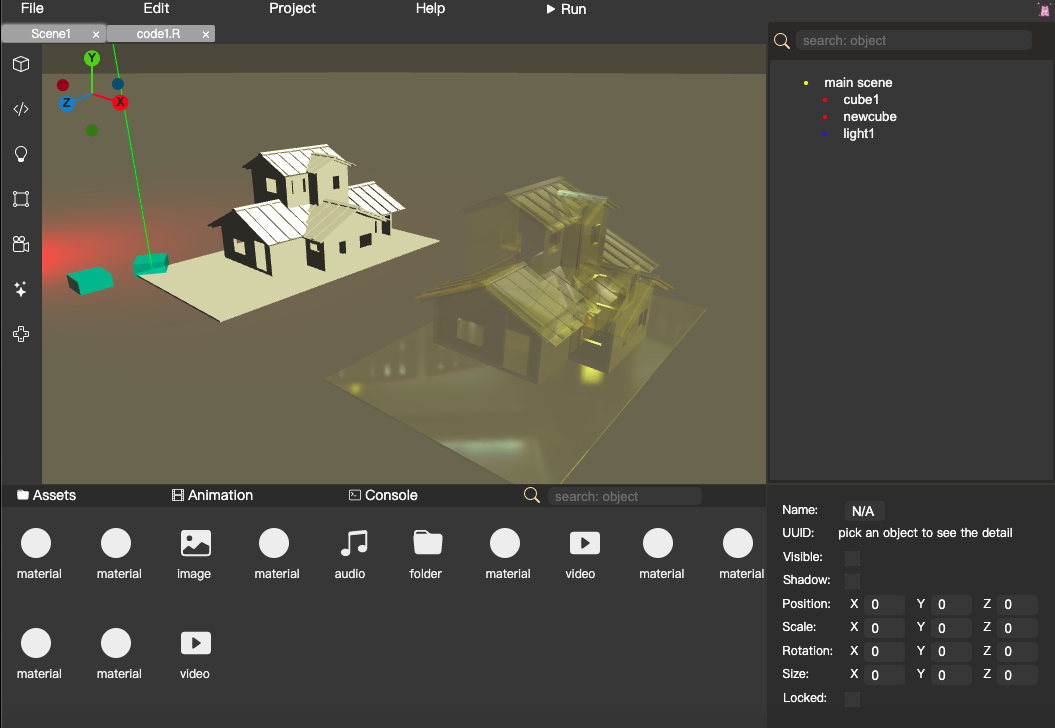 File Edit Project Help Run
Scene1 x code1.R x
search: object
Y
Z X
main scene
cube1
newcube
light1
Assets Animation Console search: object
material material image material audio folder material video material material
material material video
Name: N/A
UUID: pick an object to see the detail
Visible:
Shadow:
Position: X 0 Y 0 Z 0
Scale: X 0 Y 0 Z 0
Rotation: X 0 Y 0 Z 0
Size: X 0 Y 0 Z 0
Locked: